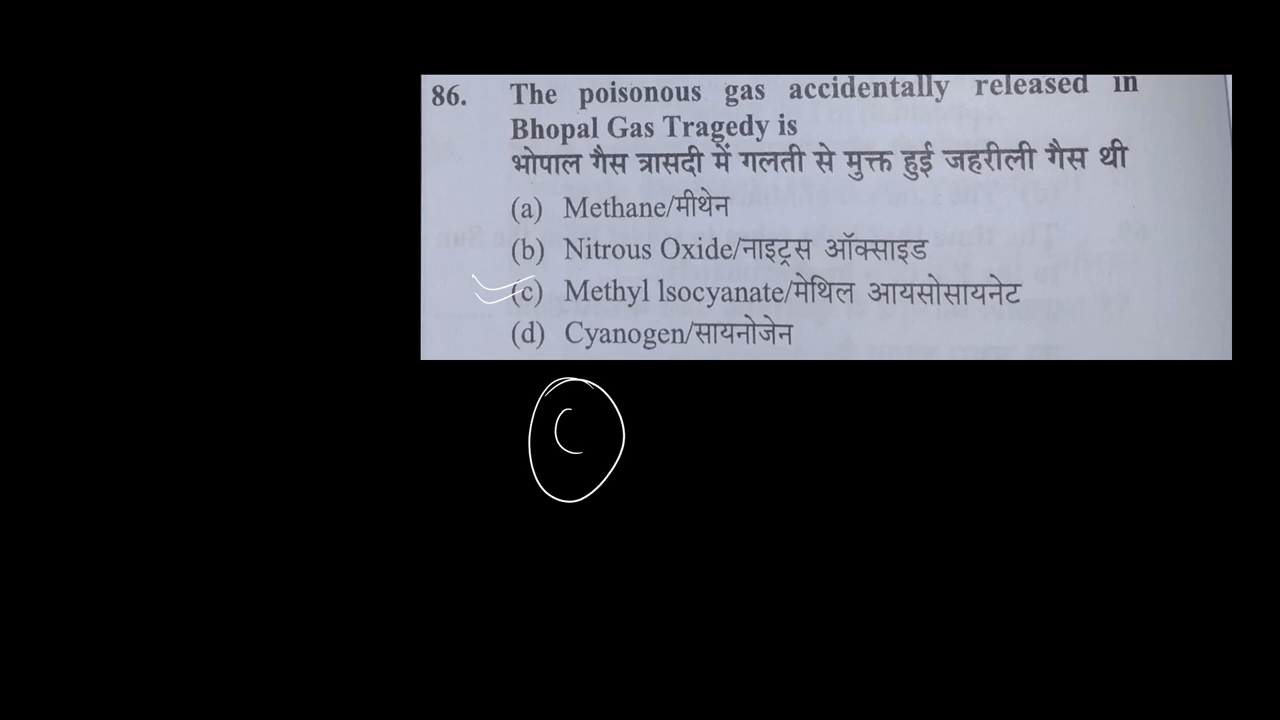 86. The poisonous gas accidentally released in
Bhopal Gas Tragedy is
भोपाल गैस त्रासदी में गलती से मुक्त हुई जहरीली गैस थी
(a) Methane/मीथेन
(b) Nitrous Oxide/नाइट्रस ऑक्साइड
(c) Methyl lsocyanate/मेथिल आयसोसायनेट
(d) Cyanogen/सायनोजेन
C